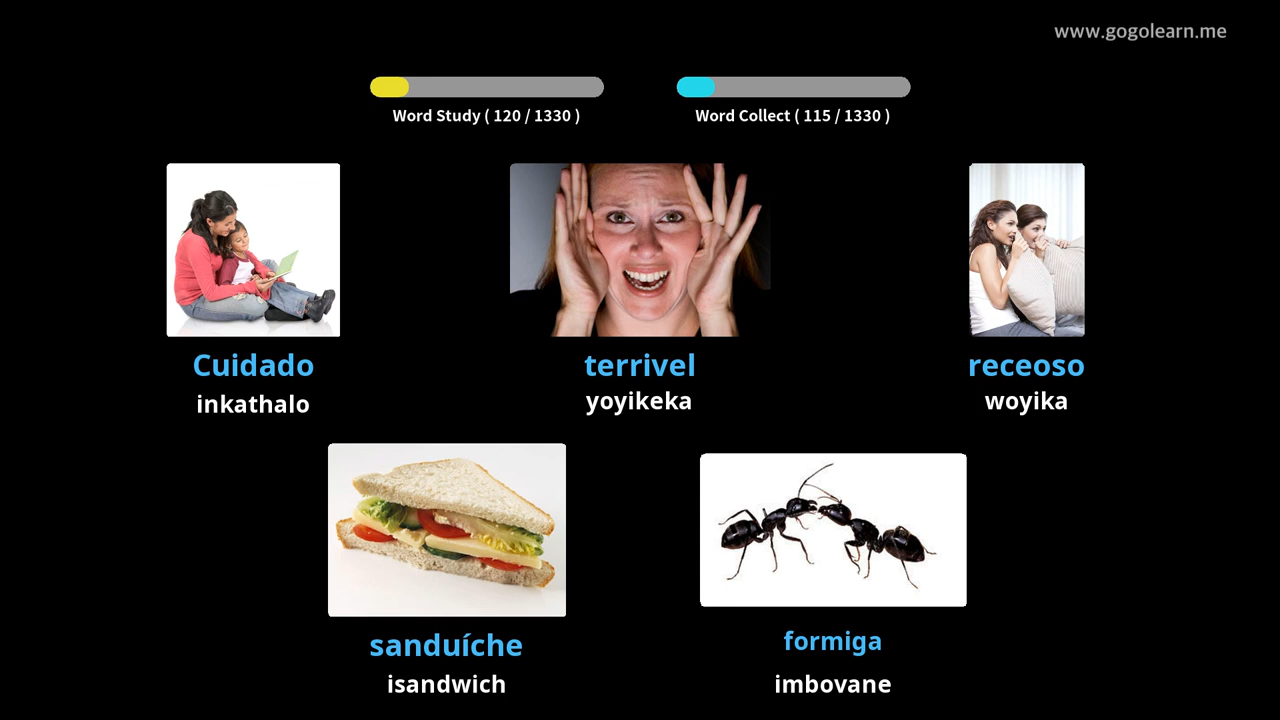 www.gogolearn.me
Word Study ( 120 / 1330 )
Word Collect ( 115 / 1330 )
Cuidado
inkathalo
terrivel
yoyikeka
receoso
woyika
sanduíche
isandwich
formiga
imbovane